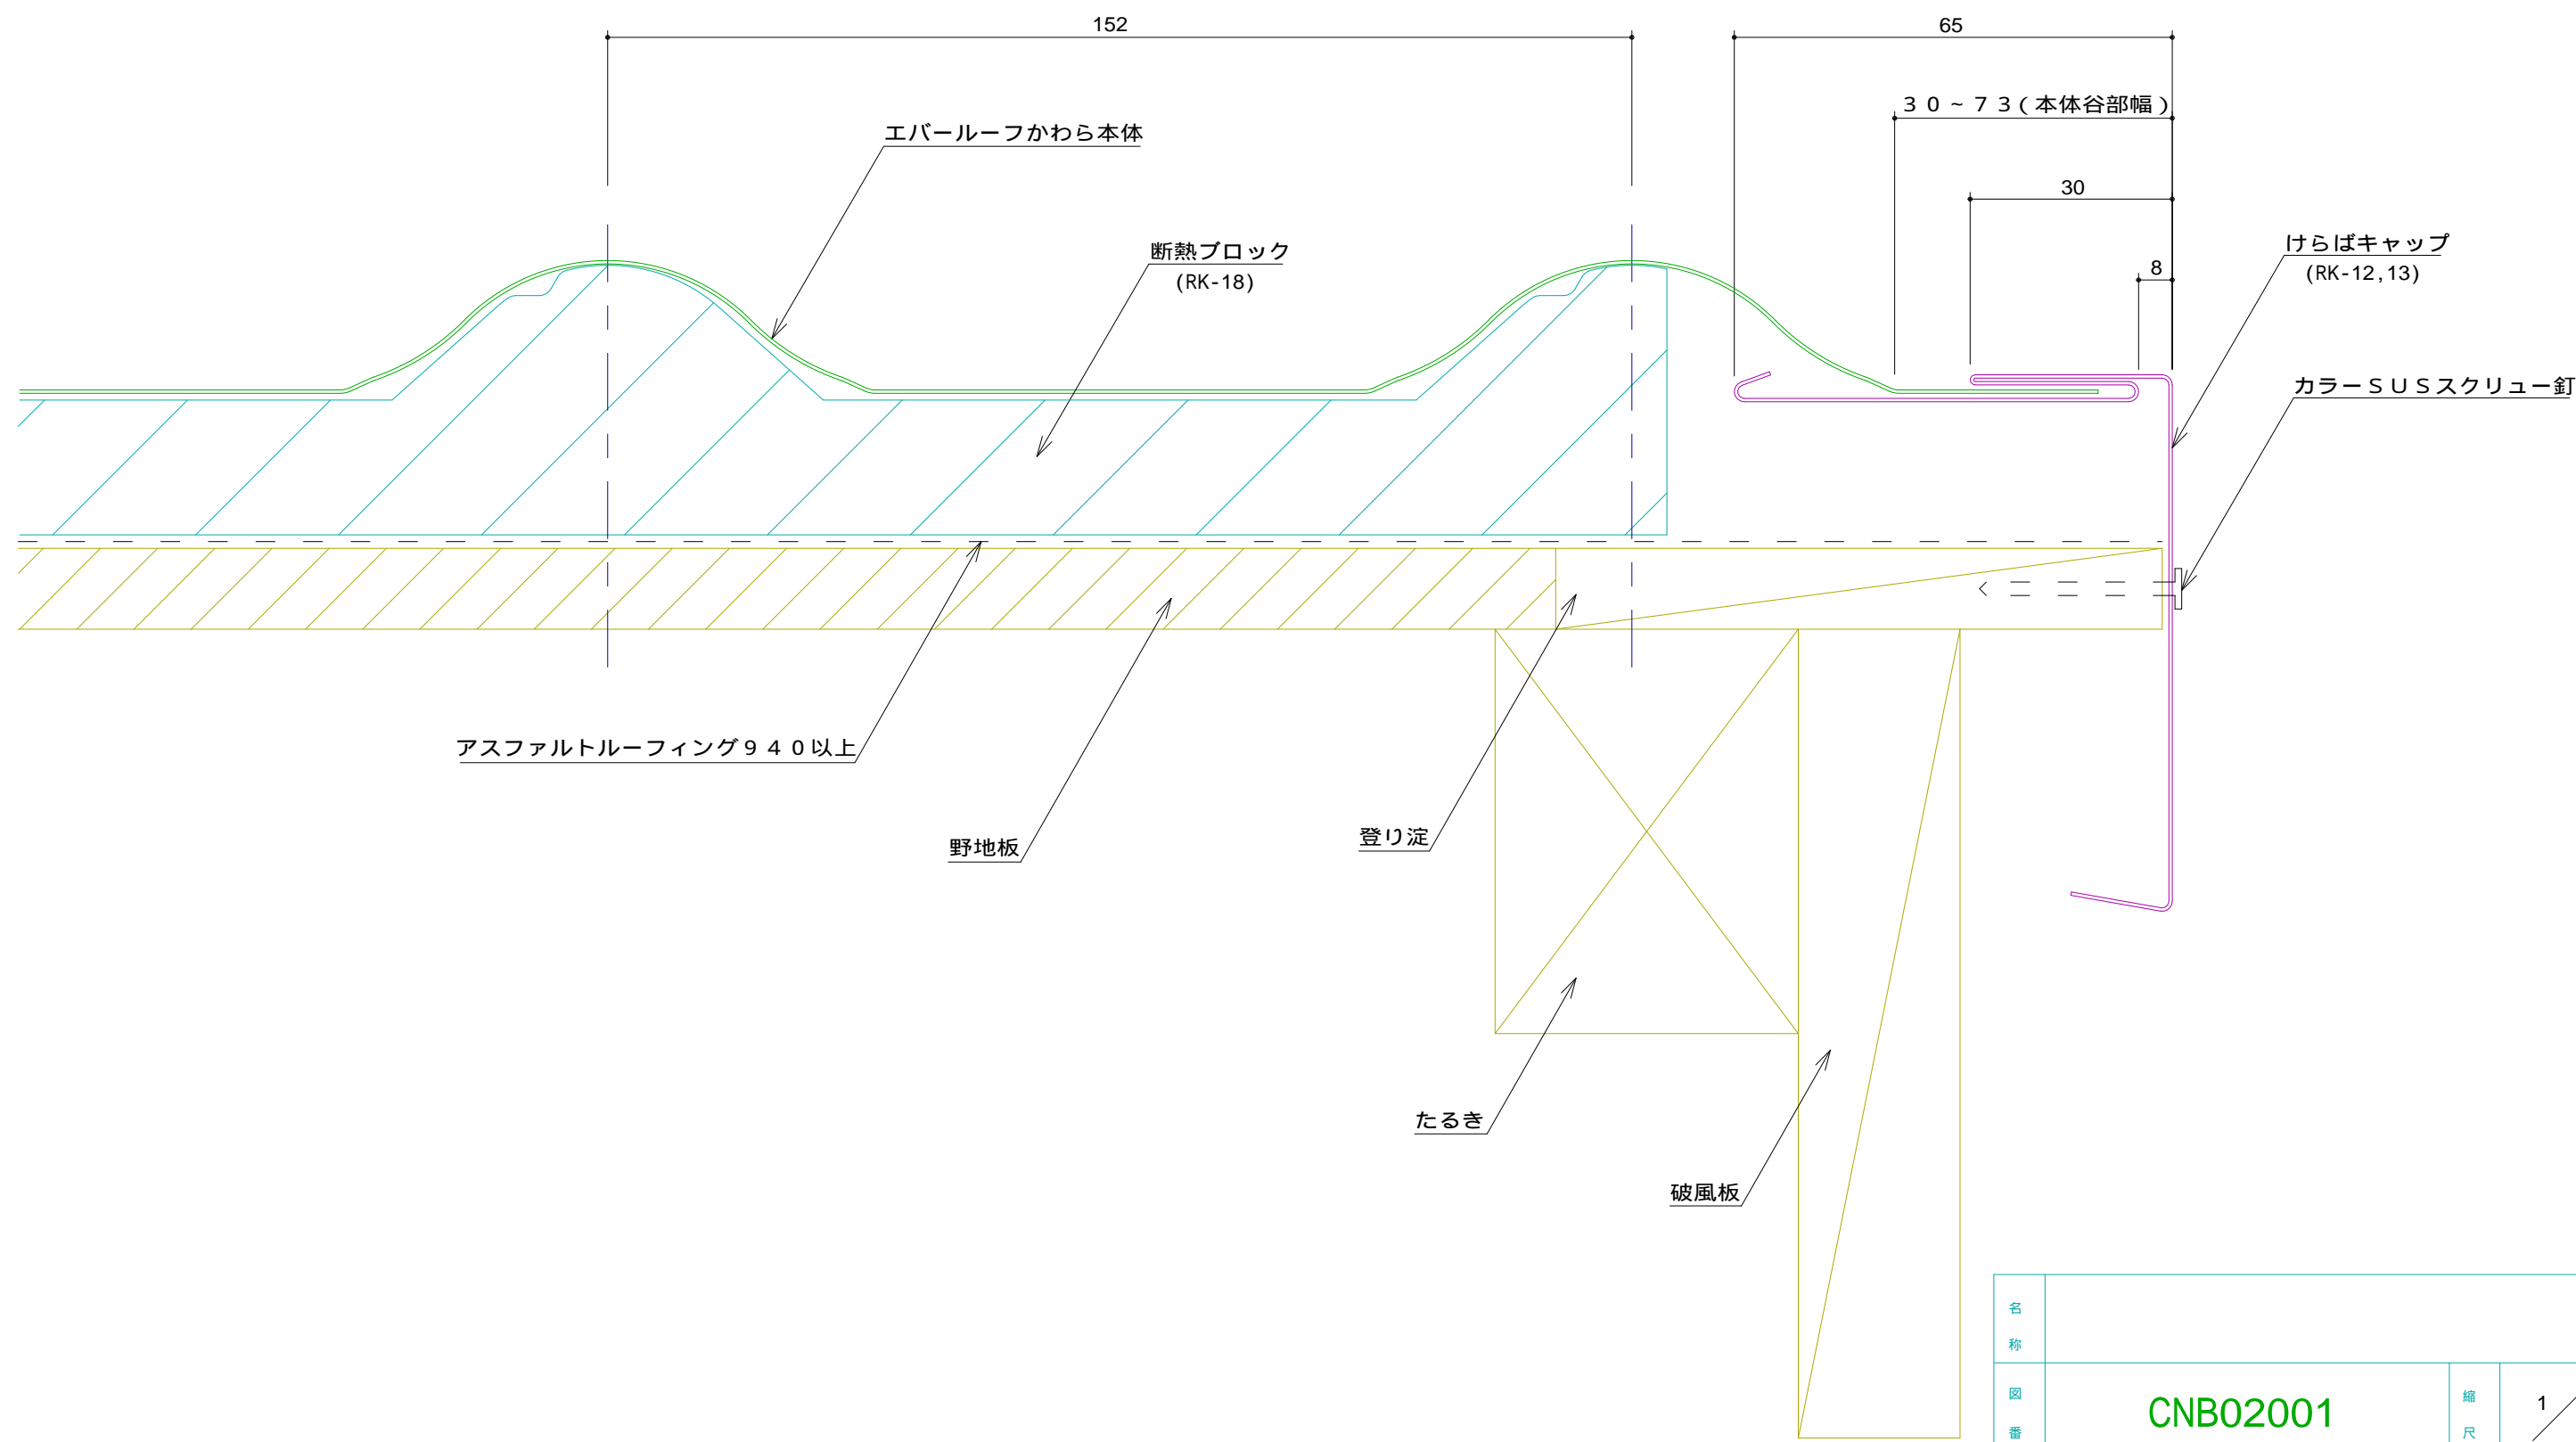 152
65
３０～７３(本体谷部幅)
エバールーフかわら本体
30
断熱ブロック
(RK-18)
けらばキャップ
(RK-12,13)
8
カラーＳＵＳスクリュー釘
アスファルトルーフィング９４０以上
野地板
登り淀
たるき
破風板
名称
図番
CNB02001
縮尺
1